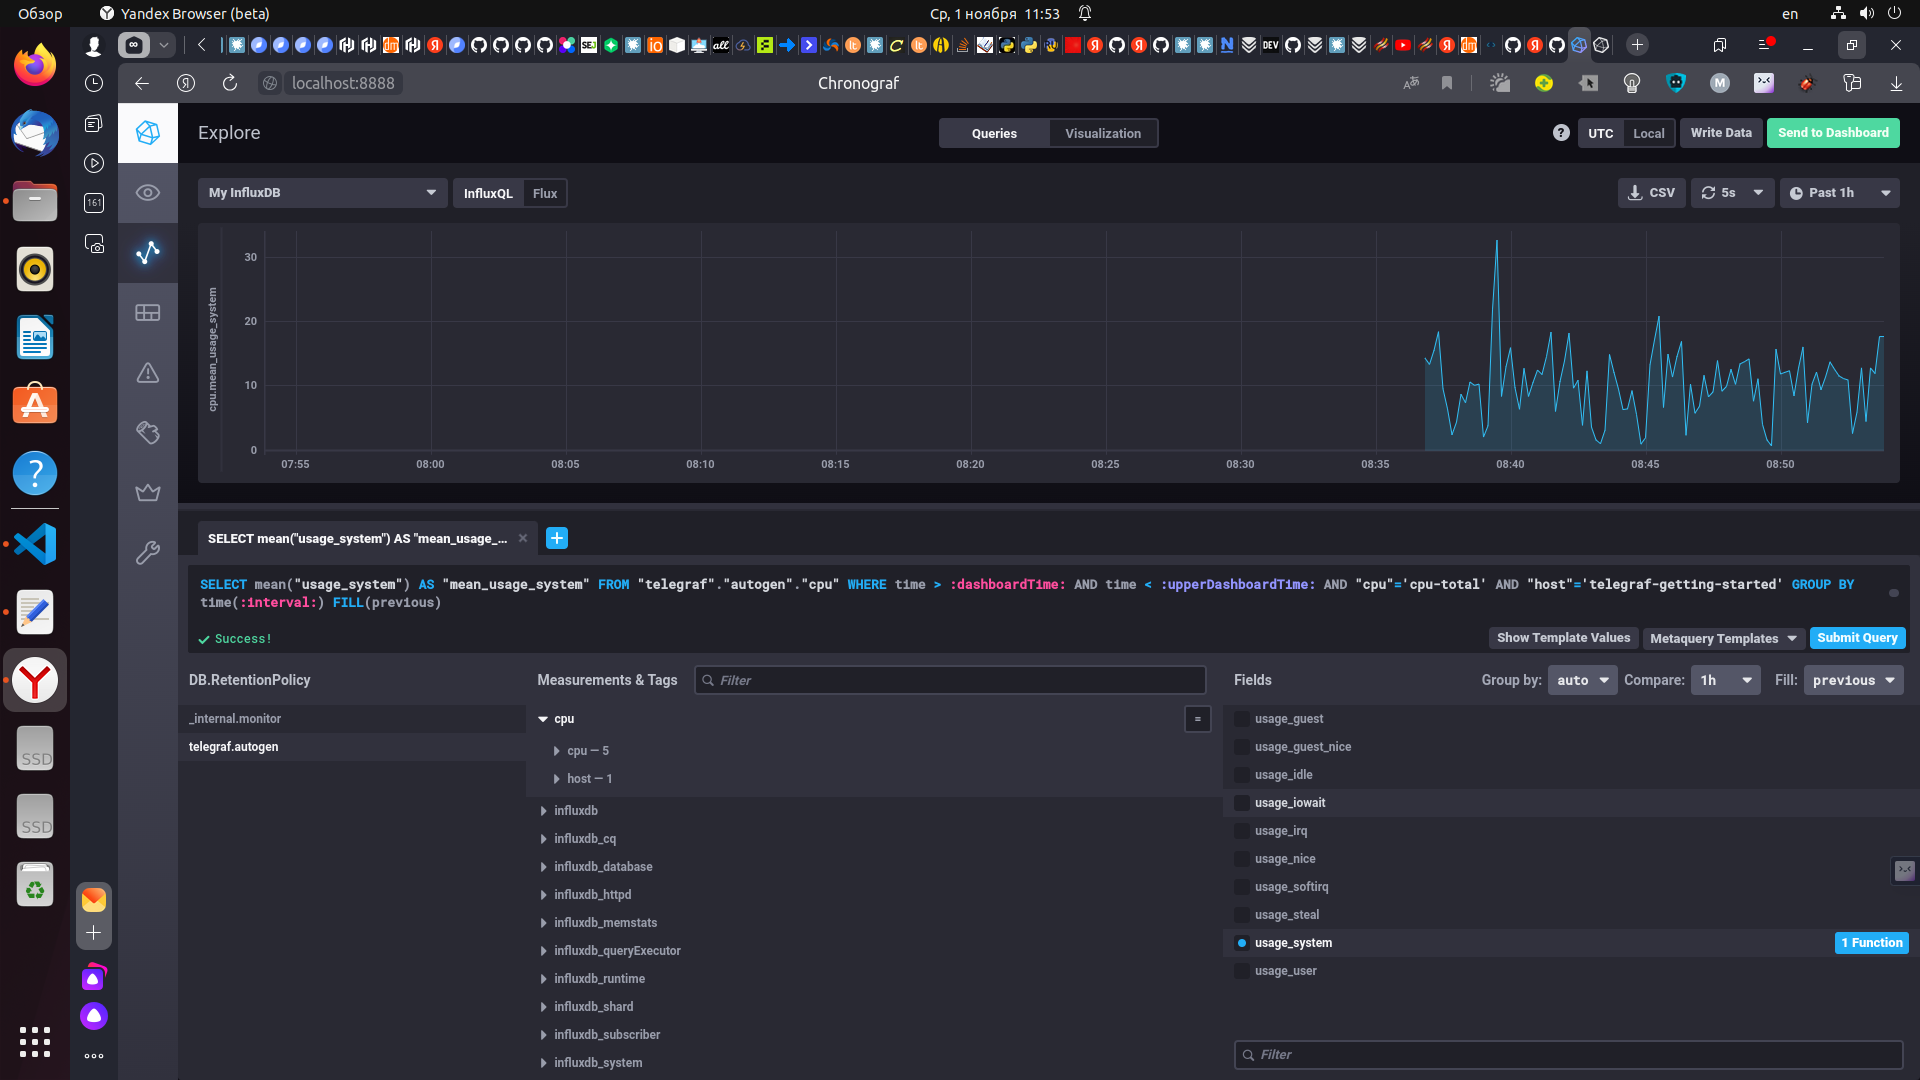 Обзор
Yandex Browser (beta)
Ср, 1 ноября 11:53
en
localhost:8888
Chronograf
161
Explore
Queries
Visualization
UTC
Local
Write Data
Send to Dashboard
My InfluxDB
InfluxQL
Flux
CSV
5s
Past 1h
cpu.mean_usage_system
30
20
10
0
07:55
08:00
08:05
08:10
08:15
08:20
08:25
08:30
08:35
08:40
08:45
08:50
SELECT mean("usage_system") AS "mean_usage_...
SELECT mean("usage_system") AS "mean_usage_system" FROM "telegraf"."autogen"."cpu" WHERE time > :dashboardTime: AND time < :upperDashboardTime: AND "cpu"='cpu-total' AND "host"='telegraf-getting-started' GROUP BY
time(:interval:) FILL(previous)
Success!
Show Template Values
Metaquery Templates
Submit Query
DB.RetentionPolicy
Measurements & Tags
Filter
Fields
Group by:
auto
Compare:
1h
Fill:
previous
_internal.monitor
telegraf.autogen
cpu
cpu — 5
host — 1
influxdb
influxdb_cq
influxdb_database
influxdb_httpd
influxdb_memstats
influxdb_queryExecutor
influxdb_runtime
influxdb_shard
influxdb_subscriber
influxdb_system
usage_guest
usage_guest_nice
usage_idle
usage_iowait
usage_irq
usage_nice
usage_softirq
usage_steal
usage_system
1 Function
usage_user
Filter
SSD
SSD